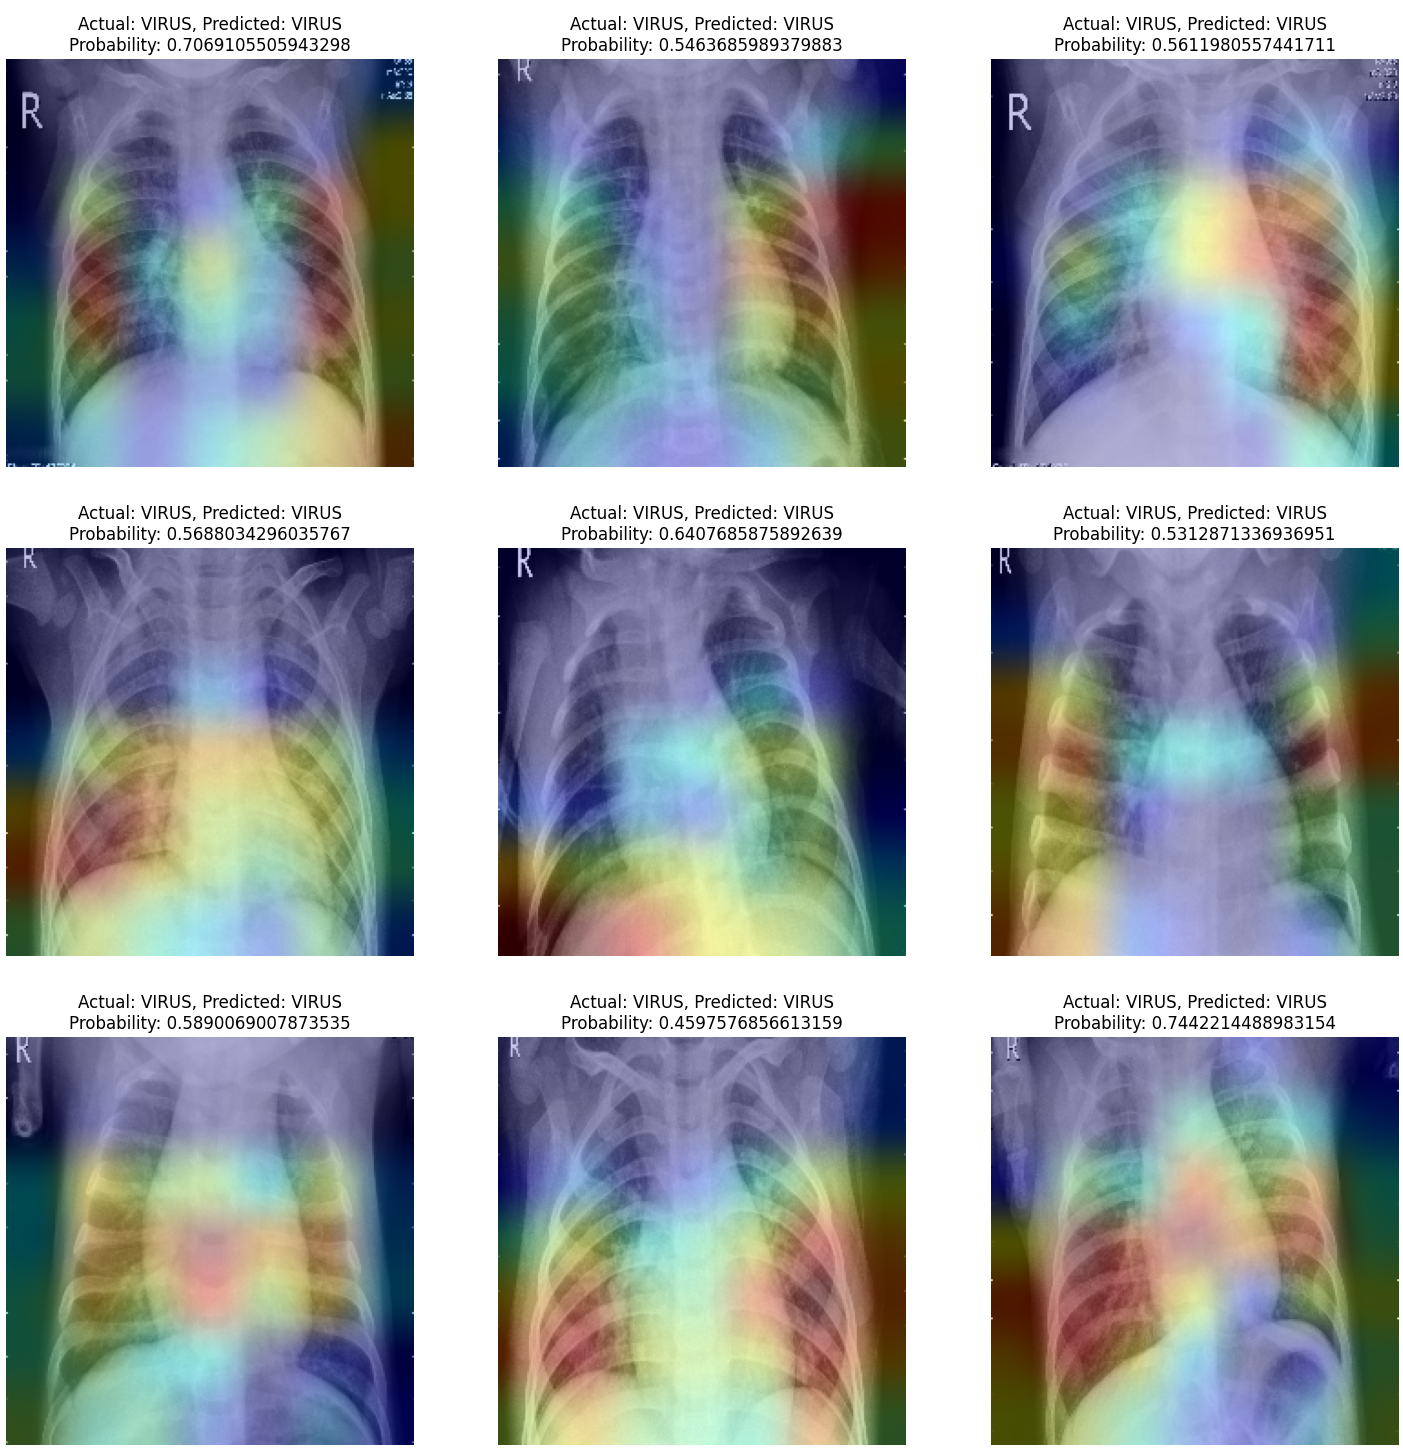 Actual: VIRUS, Predicted: VIRUS
Probability: 0.7069105505943298
Actual: VIRUS, Predicted: VIRUS
Probability: 0.5463685989379883
Actual: VIRUS, Predicted: VIRUS
Probability: 0.5611980557441711
R
R
R
Actual: VIRUS, Predicted: VIRUS
Probability: 0.5688034296035767
Actual: VIRUS, Predicted: VIRUS
Probability: 0.6407685875892639
Actual: VIRUS, Predicted: VIRUS
Probability: 0.5312871336936951
R
R
R
Actual: VIRUS, Predicted: VIRUS
Probability: 0.5890069007873535
Actual: VIRUS, Predicted: VIRUS
Probability: 0.4597576856613159
Actual: VIRUS, Predicted: VIRUS
Probability: 0.7442214488983154
R
R
R